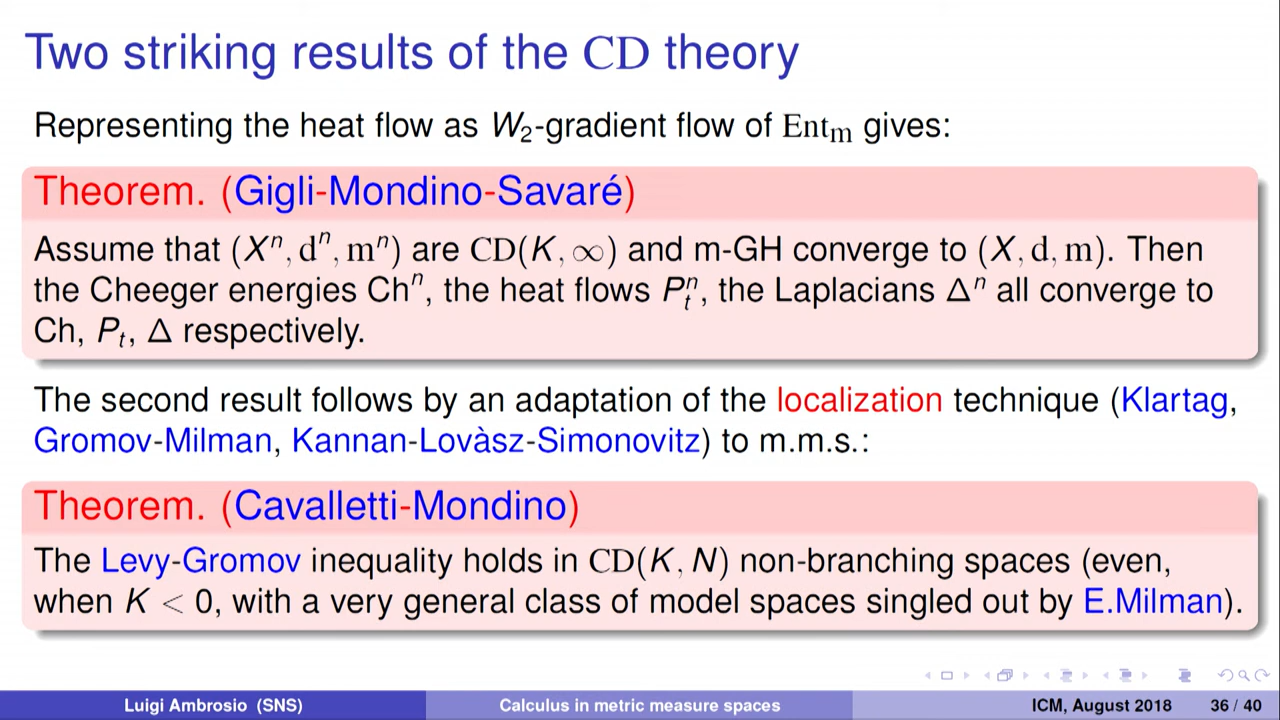 Two striking results of the CD theory
Representing the heat flow as W₂-gradient flow of Entₘ gives:
Theorem. (Gigli-Mondino-Savaré)
Assume that (Xⁿ, dⁿ, mⁿ) are CD(K, ∞) and m-GH converge to (X, d, m). Then
the Cheeger energies Chⁿ, the heat flows Pₜⁿ, the Laplacians Δⁿ all converge to
Ch, Pₜ, Δ respectively.
The second result follows by an adaptation of the localization technique (Klartag,
Gromov-Milman, Kannan-Lovàsz-Simonovitz) to m.m.s.:
Theorem. (Cavalletti-Mondino)
The Levy-Gromov inequality holds in CD(K, N) non-branching spaces (even,
when K < 0, with a very general class of model spaces singled out by E.Milman).
Luigi Ambrosio (SNS) Calculus in metric measure spaces ICM, August 2018 36 / 40